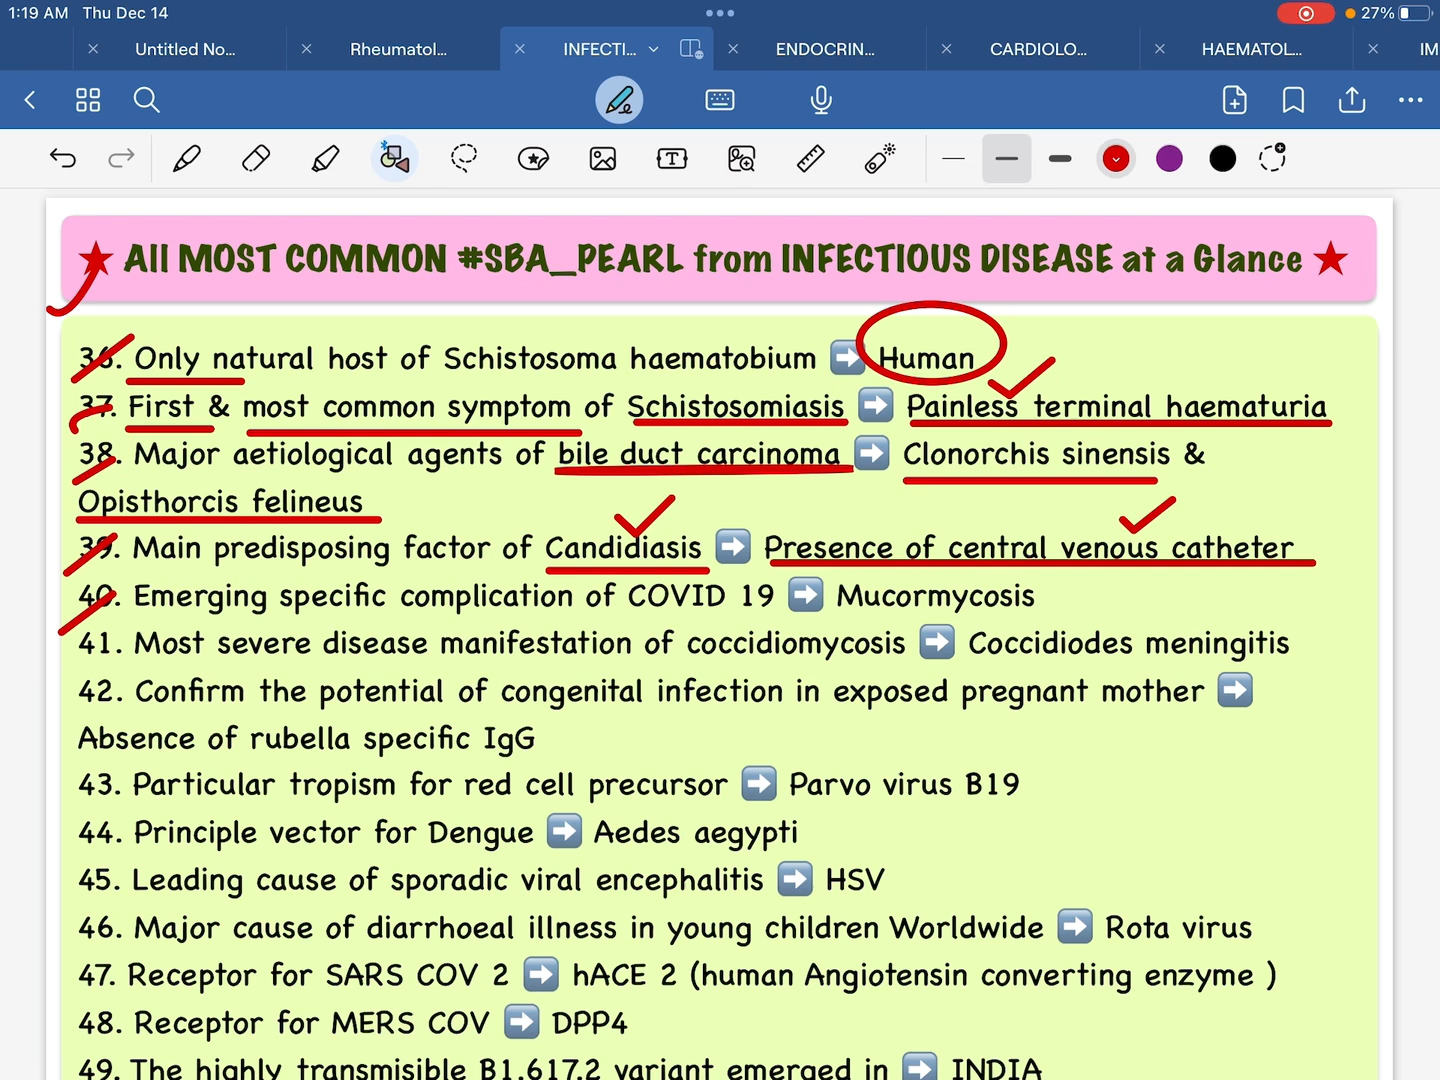 1:19 AM Thu Dec 14
27%
Untitled No... Rheumatol... INFECTI... ENDOCRIN... CARDIOLO... HAEMATOL... IM
All MOST COMMON #SBA_PEARL from INFECTIOUS DISEASE at a Glance
36. Only natural host of Schistosoma haematobium ➡ Human
37. First & most common symptom of Schistosomiasis ➡ Painless terminal haematuria
38. Major aetiological agents of bile duct carcinoma ➡ Clonorchis sinensis &
Opisthorcis felineus
39. Main predisposing factor of Candidiasis ➡ Presence of central venous catheter
40. Emerging specific complication of COVID 19 ➡ Mucormycosis
41. Most severe disease manifestation of coccidiomycosis ➡ Coccidiodes meningitis
42. Confirm the potential of congenital infection in exposed pregnant mother ➡
Absence of rubella specific IgG
43. Particular tropism for red cell precursor ➡ Parvo virus B19
44. Principle vector for Dengue ➡ Aedes aegypti
45. Leading cause of sporadic viral encephalitis ➡ HSV
46. Major cause of diarrhoeal illness in young children Worldwide ➡ Rota virus
47. Receptor for SARS COV 2 ➡ hACE 2 (human Angiotensin converting enzyme )
48. Receptor for MERS COV ➡ DPP4
49. The highly transmisible B1.617.2 variant emerged in ➡ INDIA